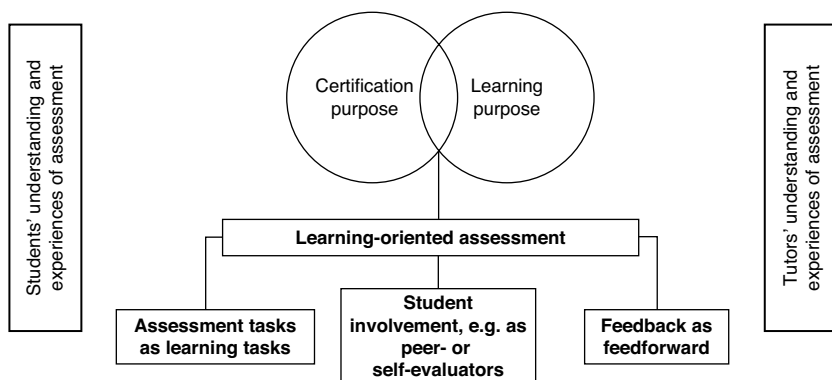 Students' understanding and
experiences of assessment
Certification
purpose
Learning
purpose
Tutors' understanding and
experiences of assessment
Learning-oriented assessment
Assessment tasks
as learning tasks
Student
involvement, e.g. as
peer- or
self-evaluators
Feedback as
feedforward